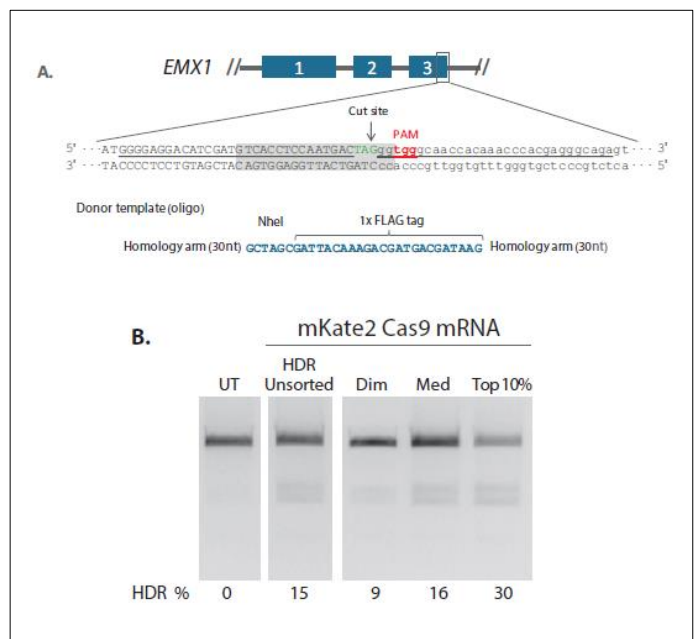 A.
EMX1 // 1 2 3 //
Cut site
PAM
5' ··· ATGGGGAGGACATCGATGTCACCTCCAATGACTAGggtgggcaaccacaaacccacgagggcagagt ··· 3'
3' ··· TACCCCTCCTGTAGCTACAGTGGAGGTTACTGATCccacccgttggtgtttgggtgctcccgtctca ··· 5'
Donor template (oligo)
NheI 1x FLAG tag
Homology arm (30nt) GCTAGCGATTACAAAGACGATGACGATAAG Homology arm (30nt)
B.
mKate2 Cas9 mRNA
UT HDR Unsorted Dim Med Top 10%
HDR % 0 15 9 16 30